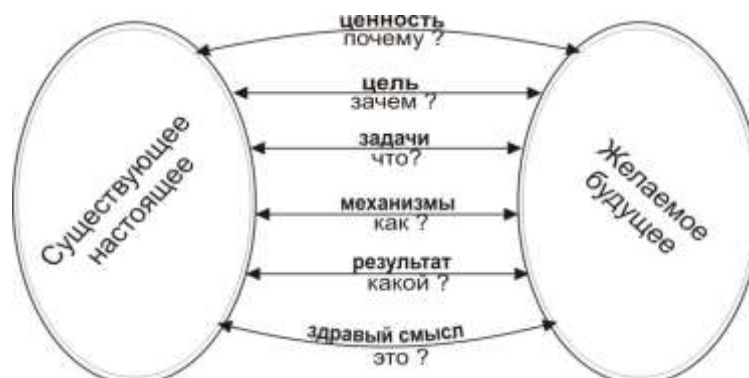 ценность
почему ?
цель
зачем ?
задачи
что?
механизмы
как ?
результат
какой ?
здравый смысл
это ?
Существующее
настоящее
Желаемое
будущее